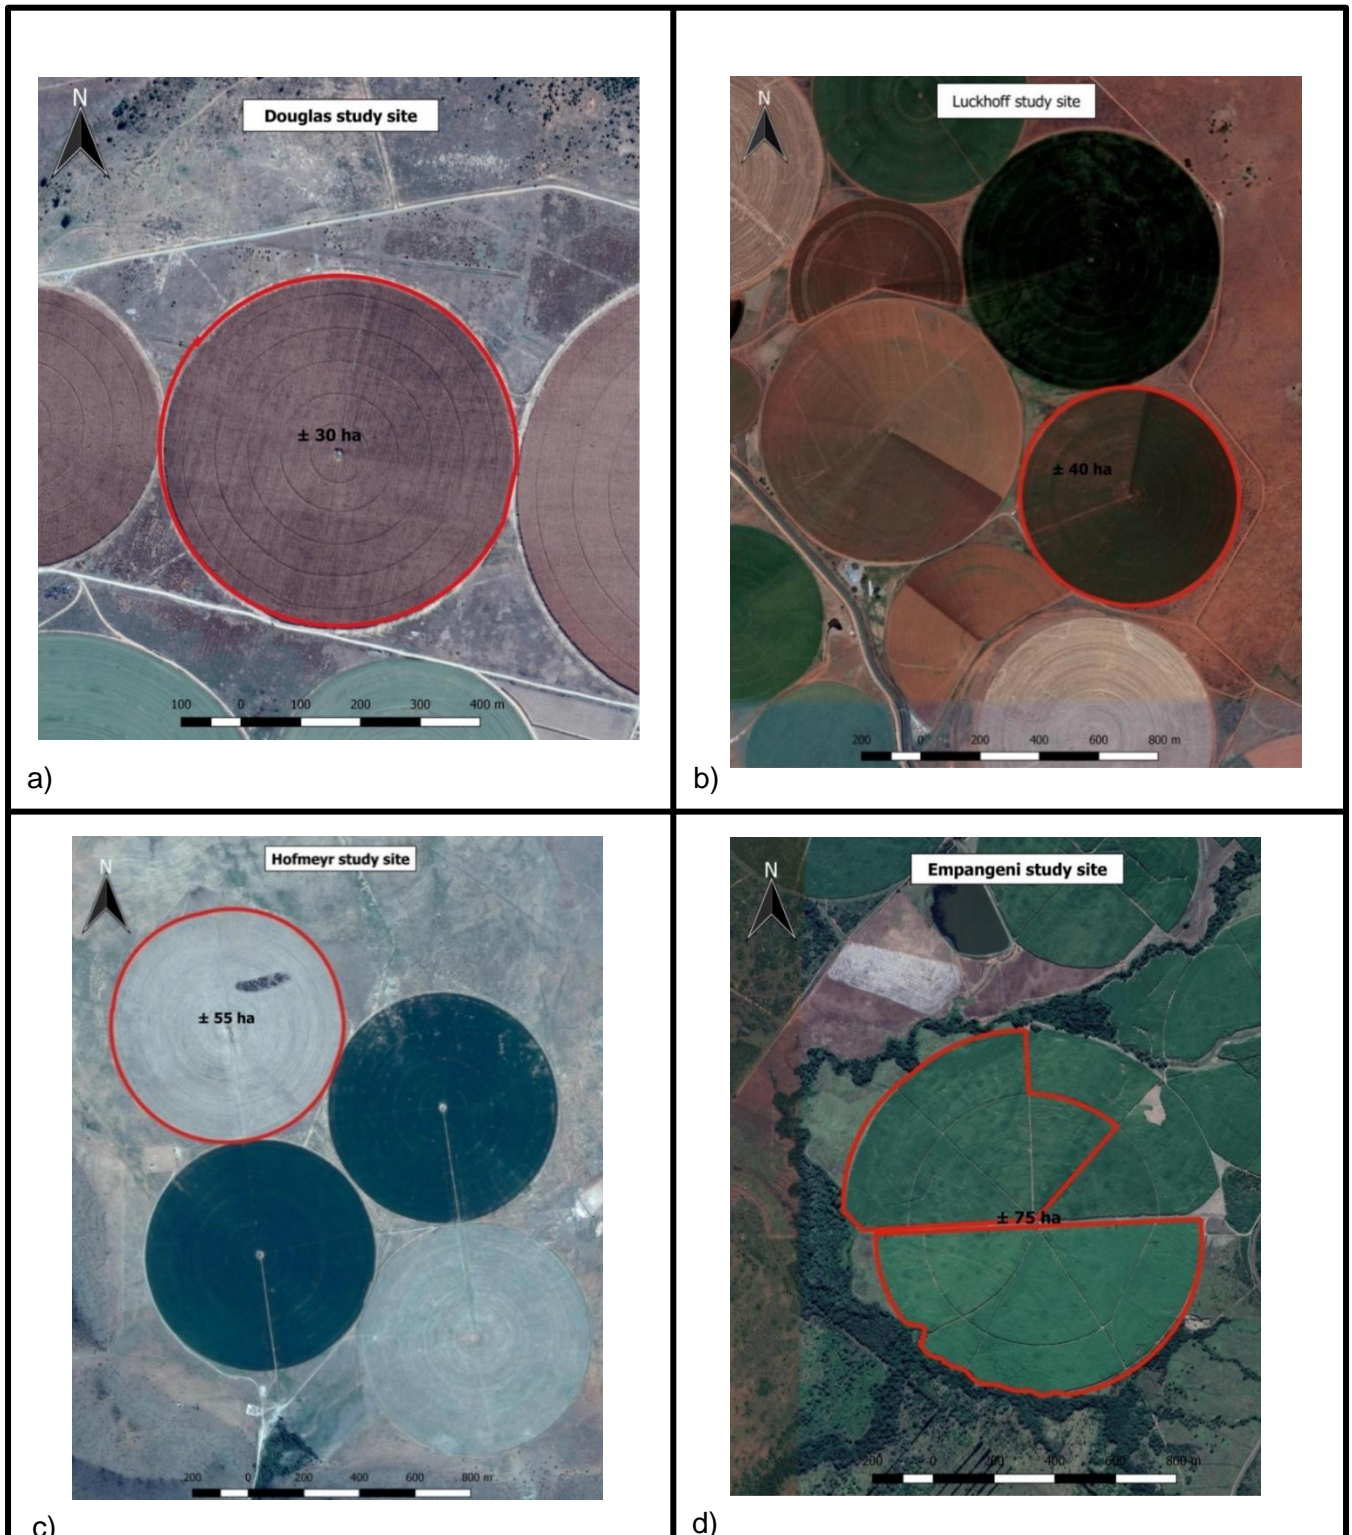 N
Douglas study site
± 30 ha
100 0 100 200 300 400 m
a)
N
Luckhoff study site
± 40 ha
200 0 200 400 600 800 m
b)
N
Hofmeyr study site
± 55 ha
200 0 200 400 600 800 m
c)
N
Empangeni study site
± 75 ha
200 0 200 400 600 800 m
d)